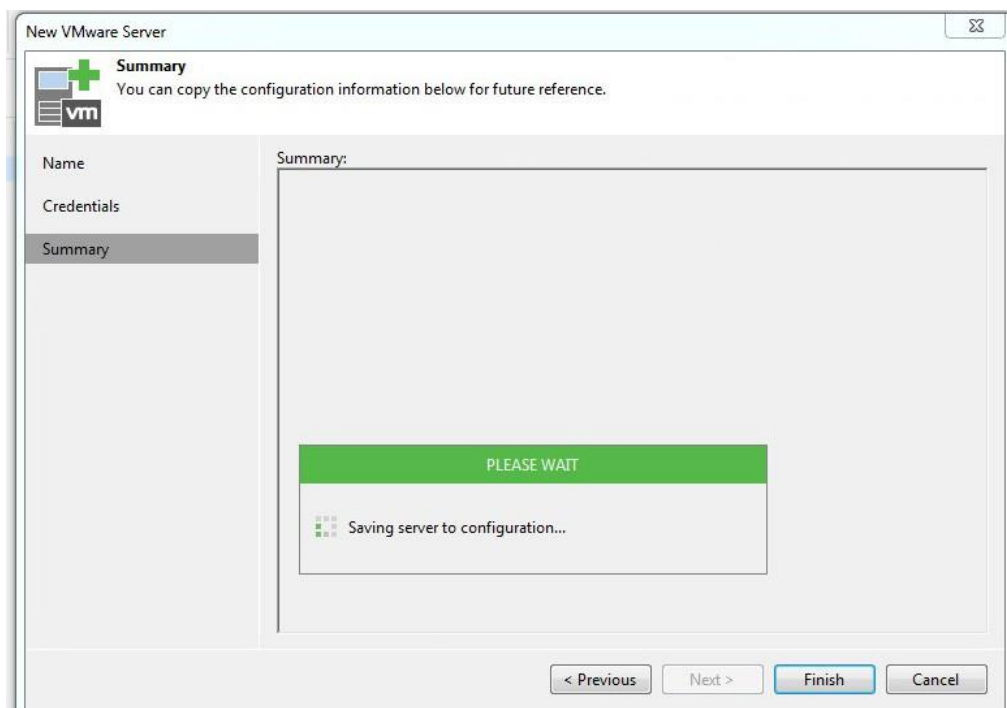 New VMware Server
Summary
You can copy the configuration information below for future reference.
vm
Name
Credentials
Summary
Summary:
PLEASE WAIT
Saving server to configuration...
< Previous
Next >
Finish
Cancel